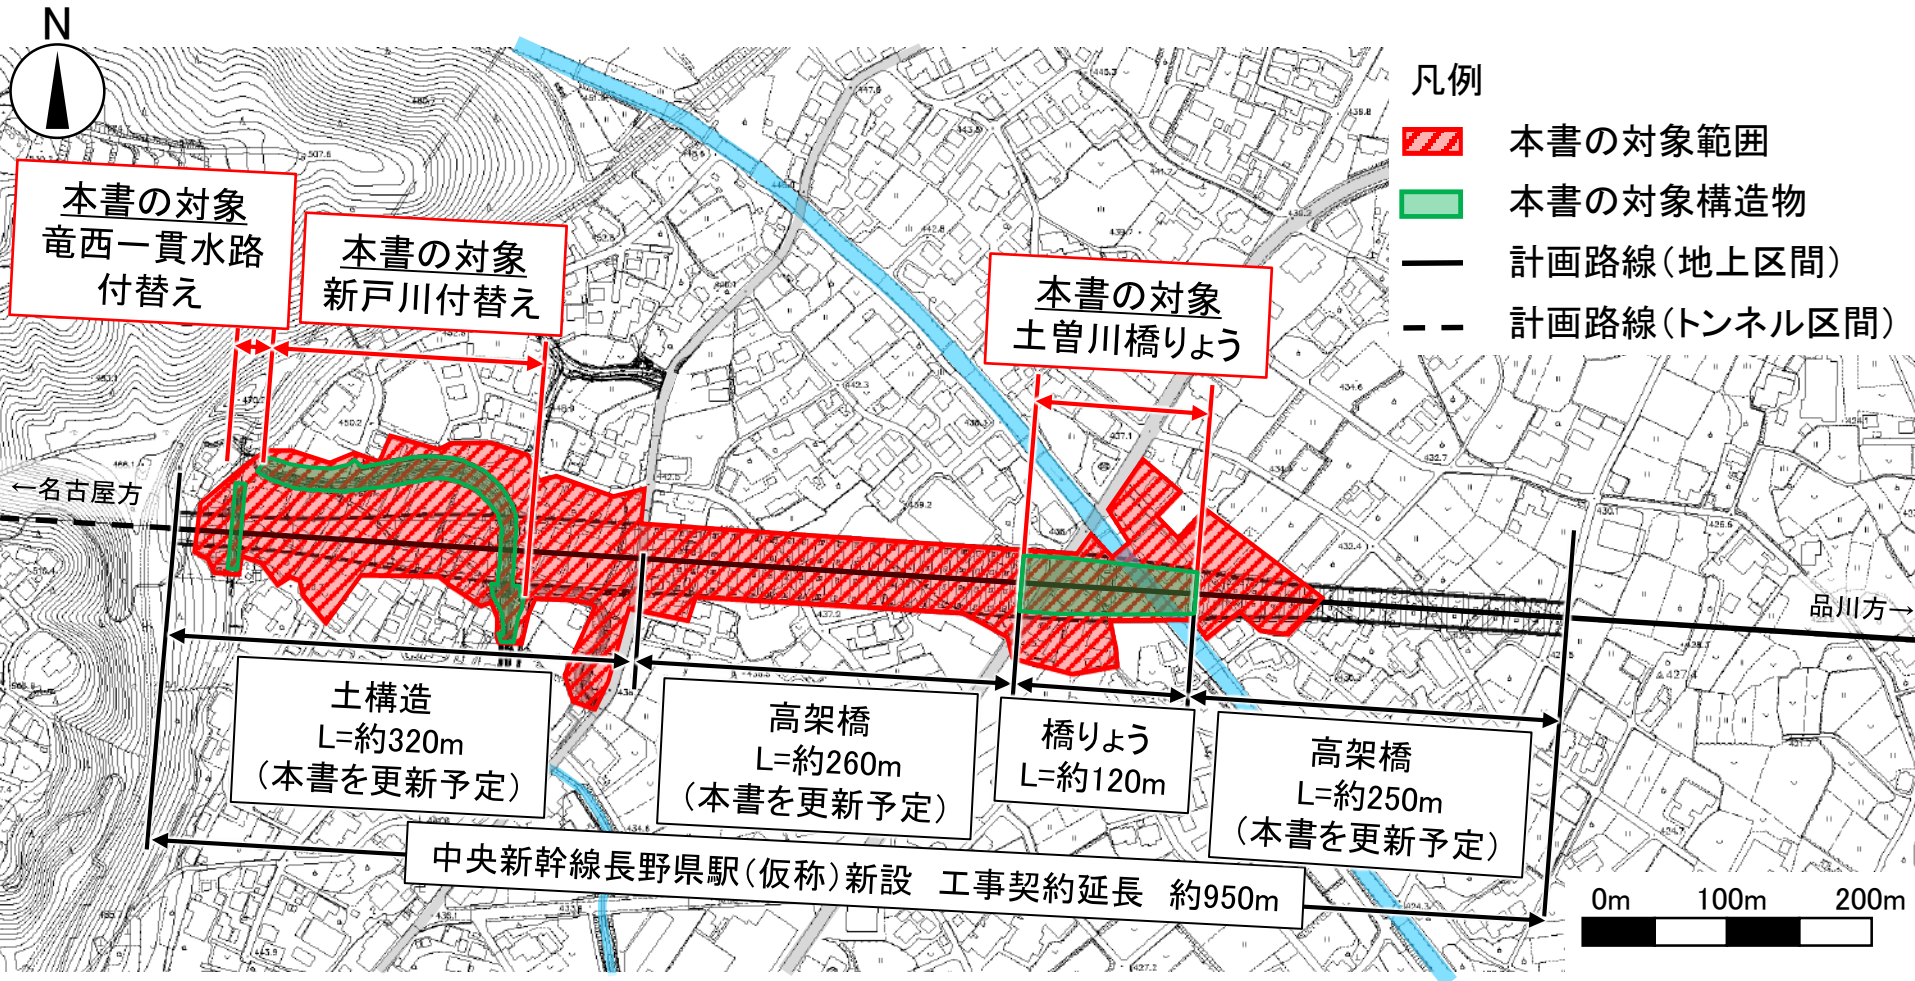 N
凡例
本書の対象範囲
本書の対象構造物
計画路線(地上区間)
計画路線(トンネル区間)
本書の対象
竜西一貫水路
付替え
本書の対象
新戸川付替え
本書の対象
土曽川橋りょう
←名古屋方
品川方→
土構造
L=約320m
(本書を更新予定)
高架橋
L=約260m
(本書を更新予定)
橋りょう
L=約120m
高架橋
L=約250m
(本書を更新予定)
中央新幹線長野県駅(仮称)新設 工事契約延長 約950m
0m 100m 200m